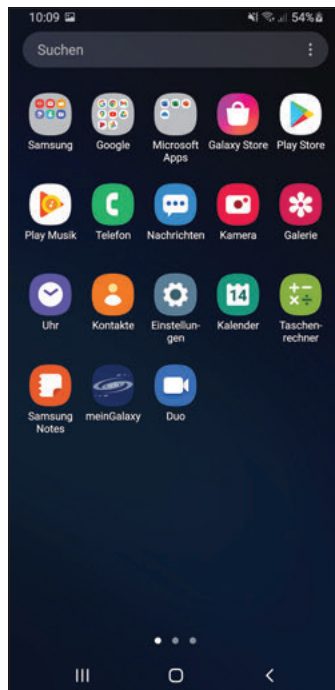 10:09 54%
Suchen
Samsung Google Microsoft Apps Galaxy Store Play Store
Play Musik Telefon Nachrichten Kamera Galerie
14
Uhr Kontakte Einstellun-
gen Kalender Taschen-
rechner
Samsung Notes meinGalaxy Duo